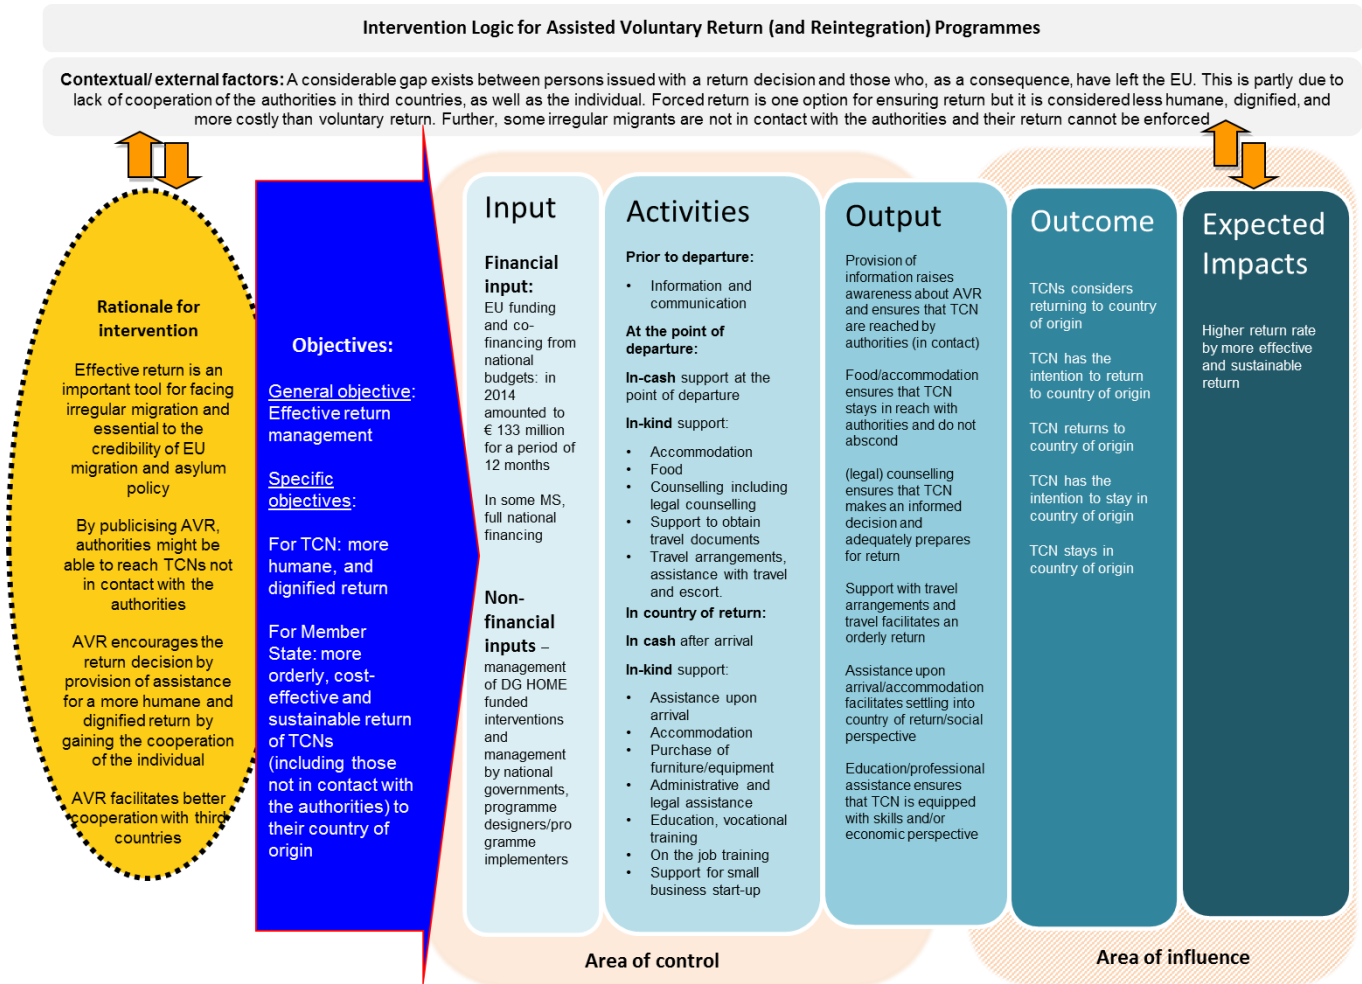 Intervention Logic for Assisted Voluntary Return (and Reintegration) Programmes
Contextual/ external factors: A considerable gap exists between persons issued with a return decision and those who, as a consequence, have left the EU. This is partly due to
lack of cooperation of the authorities in third countries, as well as the individual. Forced return is one option for ensuring return but it is considered less humane, dignified, and
more costly than voluntary return. Further, some irregular migrants are not in contact with the authorities and their return cannot be enforced
Rationale for
intervention
Effective return is an
important tool for facing
irregular migration and
essential to the
credibility of EU
migration and asylum
policy
By publicising AVR,
authorities might be
able to reach TCNs not
in contact with the
authorities
AVR encourages the
return decision by
provision of assistance
for a more humane and
dignified return by
gaining the cooperation
of the individual
AVR facilitates better
cooperation with third
countries
Objectives:
General objective:
Effective return
management
Specific
objectives:
For TCN: more
humane, and
dignified return
For Member
State: more
orderly, cost-
effective and
sustainable return
of TCNs
(including those
not in contact with
the authorities) to
their country of
origin
Input
Financial
input:
EU funding
and co-
financing from
national
budgets: in
2014
amounted to
€ 133 million
for a period of
12 months
In some MS,
full national
financing
Non-
financial
inputs –
management
of DG HOME
funded
interventions
and
management
by national
governments,
programme
designers/pro
gramme
implementers
Activities
Prior to departure:
• Information and
communication
At the point of
departure:
In-cash support at the
point of departure
In-kind support:
• Accommodation
• Food
• Counselling including
legal counselling
• Support to obtain
travel documents
• Travel arrangements,
assistance with travel
and escort.
In country of return:
In cash after arrival
In-kind support:
• Assistance upon
arrival
• Accommodation
• Purchase of
furniture/equipment
• Administrative and
legal assistance
• Education, vocational
training
• On the job training
• Support for small
business start-up
Output
Provision of
information raises
awareness about AVR
and ensures that TCN
are reached by
authorities (in contact)
Food/accommodation
ensures that TCN
stays in reach with
authorities and do not
abscond
(legal) counselling
ensures that TCN
makes an informed
decision and
adequately prepares
for return
Support with travel
arrangements and
travel facilitates an
orderly return
Assistance upon
arrival/accommodation
facilitates settling into
country of return/social
perspective
Education/professional
assistance ensures
that TCN is equipped
with skills and/or
economic perspective
Outcome
TCNs considers
returning to country
of origin
TCN has the
intention to return
to country of origin
TCN returns to
country of origin
TCN has the
intention to stay in
country of origin
TCN stays in
country of origin
Expected
Impacts
Higher return rate
by more effective
and sustainable
return
Area of control
Area of influence